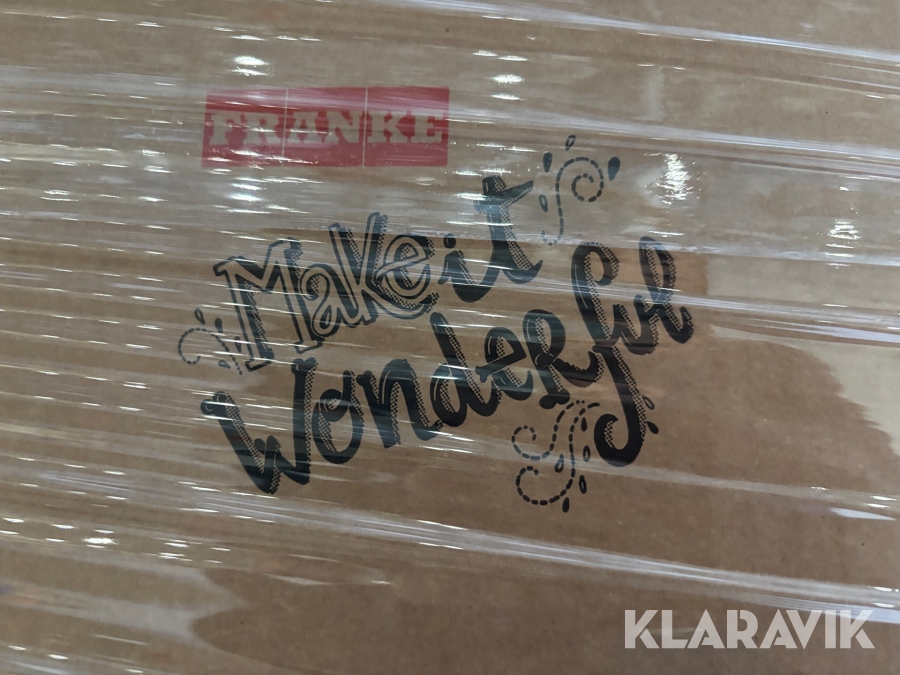 FRANKE
Make it
Wonderful
KLARAVIK